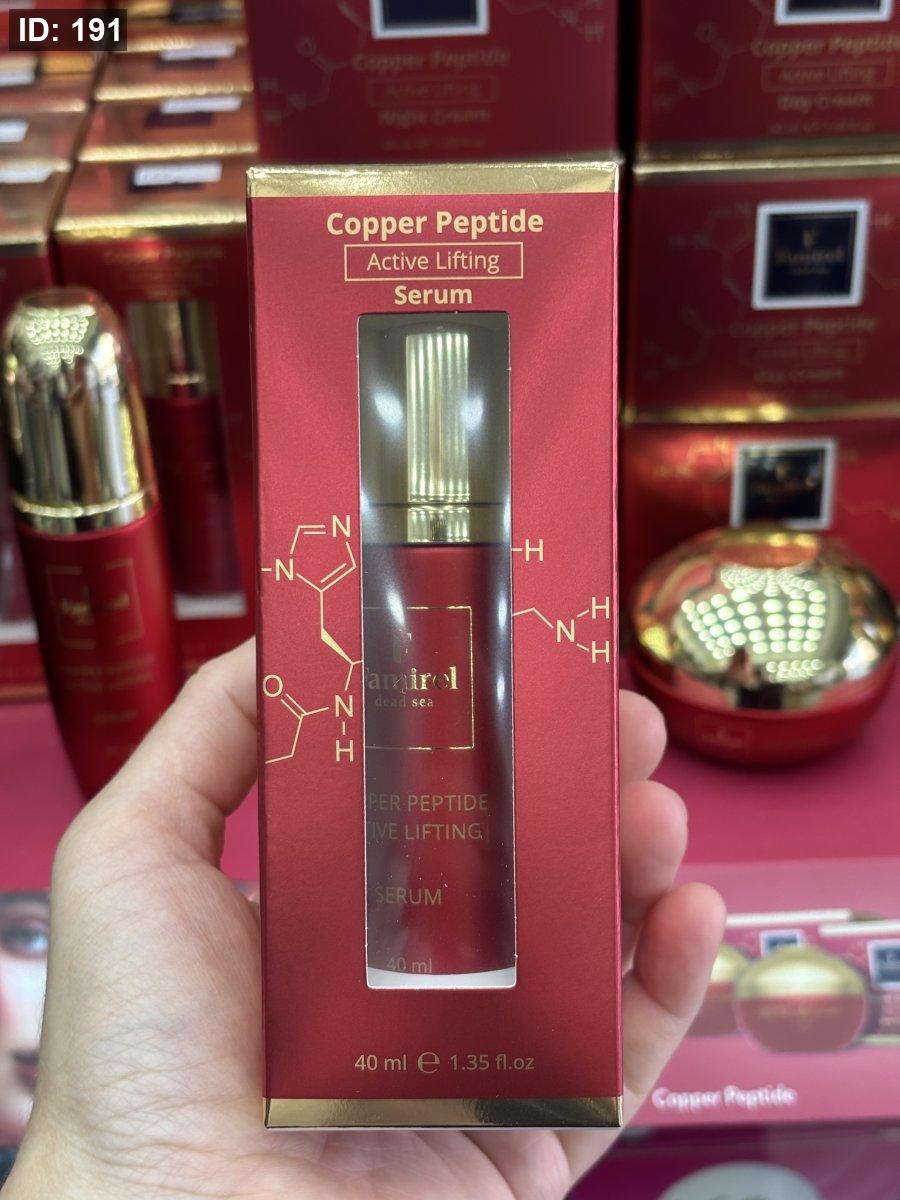 ID: 191
Copper Peptide
Active Lifting
Night Cream
Copper Peptide
Active Lifting
Day Cream
Copper Peptide
Active Lifting
Serum
Famirel
Copper Peptide
Active Lifting
Day Cream
N
N
H
N
H
H
O
N
H
Famirel
dead sea
PER PEPTIDE
IVE LIFTING
SERUM
40 ml
40 ml ℮ 1.35 fl.oz
Copper Peptide